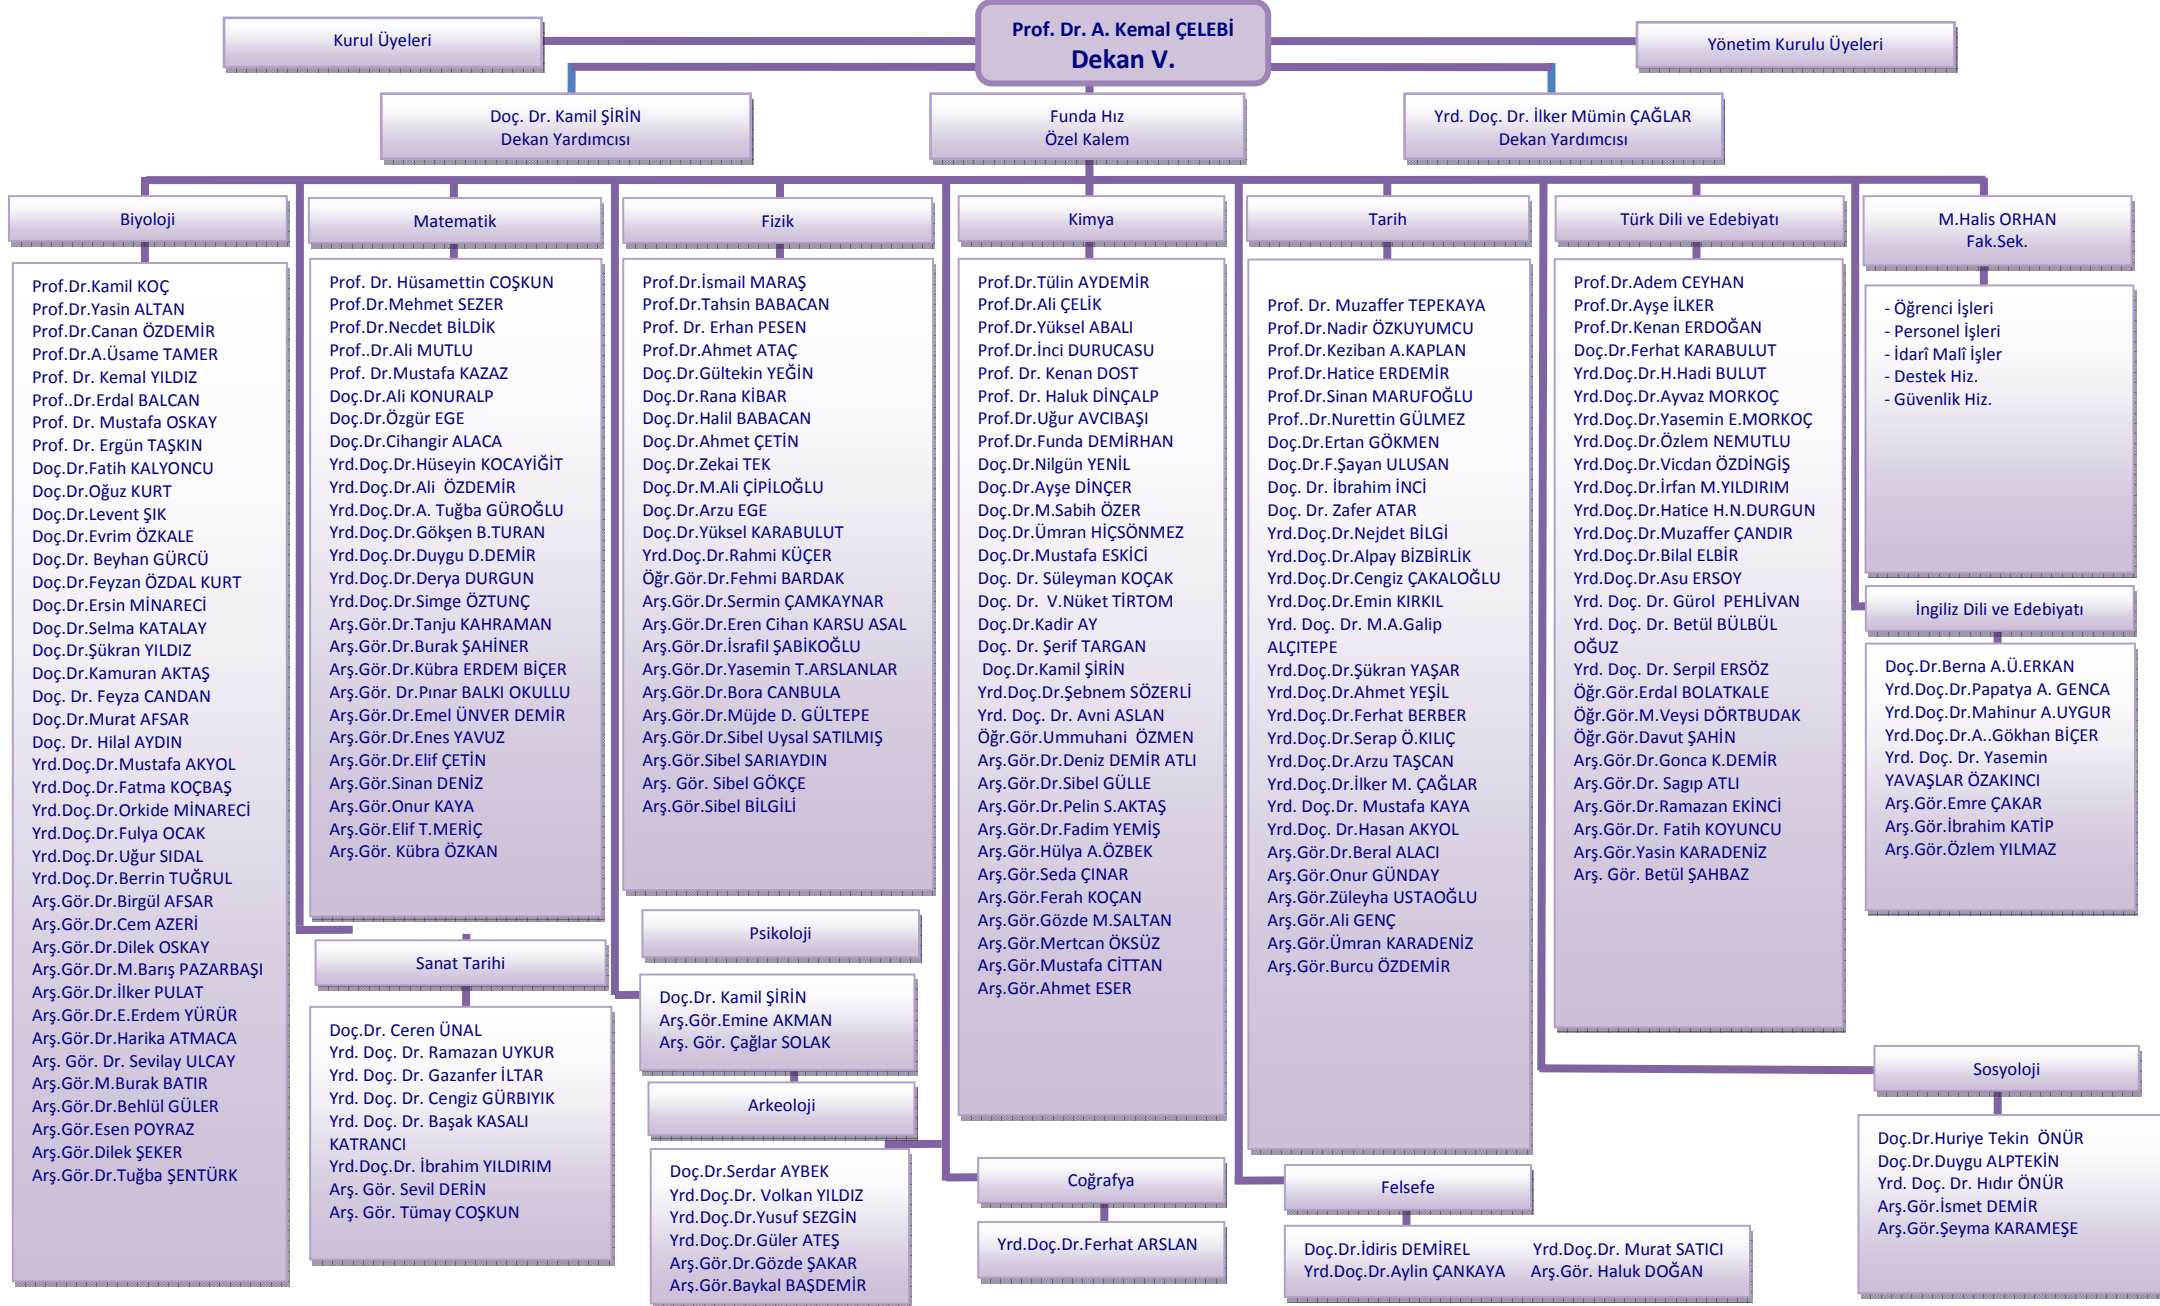 Prof. Dr. A. Kemal ÇELEBİ
Dekan V.
Kurul Üyeleri
Yönetim Kurulu Üyeleri
Doç. Dr. Kamil ŞİRİN
Dekan Yardımcısı
Funda Hız
Özel Kalem
Yrd. Doç. Dr. İlker Mümin ÇAĞLAR
Dekan Yardımcısı
Biyoloji
Prof.Dr.Kamil KOÇ
Prof.Dr.Yasin ALTAN
Prof.Dr.Canan ÖZDEMİR
Prof.Dr.A.Üsame TAMER
Prof. Dr. Kemal YILDIZ
Prof..Dr.Erdal BALCAN
Prof. Dr. Mustafa OSKAY
Prof. Dr. Ergün TAŞKIN
Doç.Dr.Fatih KALYONCU
Doç.Dr.Oğuz KURT
Doç.Dr.Levent ŞIK
Doç.Dr.Evrim ÖZKALE
Doç.Dr. Beyhan GÜRCÜ
Doç.Dr.Feyzan ÖZDAL KURT
Doç.Dr.Ersin MİNARECİ
Doç.Dr.Selma KATALAY
Doç.Dr.Şükran YILDIZ
Doç.Dr.Kamuran AKTAŞ
Doç. Dr. Feyza CANDAN
Doç.Dr.Murat AFSAR
Doç. Dr. Hilal AYDIN
Yrd.Doç.Dr.Mustafa AKYOL
Yrd.Doç.Dr.Fatma KOÇBAŞ
Yrd.Doç.Dr.Orkide MİNARECİ
Yrd.Doç.Dr.Fulya OCAK
Yrd.Doç.Dr.Uğur SIDAL
Yrd.Doç.Dr.Berrin TUĞRUL
Arş.Gör.Dr.Birgül AFSAR
Arş.Gör.Dr.Cem AZERİ
Arş.Gör.Dr.Dilek OSKAY
Arş.Gör.Dr.M.Barış PAZARBAŞI
Arş.Gör.Dr.İlker PULAT
Arş.Gör.Dr.E.Erdem YÜRÜR
Arş.Gör.Dr.Harika ATMACA
Arş. Gör. Dr. Sevilay ULCAY
Arş.Gör.M.Burak BATIR
Arş.Gör.Dr.Behlül GÜLER
Arş.Gör.Esen POYRAZ
Arş.Gör.Dilek ŞEKER
Arş.Gör.Dr.Tuğba ŞENTÜRK
Matematik
Prof. Dr. Hüsamettin COŞKUN
Prof.Dr.Mehmet SEZER
Prof.Dr.Necdet BİLDİK
Prof..Dr.Ali MUTLU
Prof. Dr.Mustafa KAZAZ
Doç.Dr.Ali KONURALP
Doç.Dr.Özgür EGE
Doç.Dr.Cihangir ALACA
Yrd.Doç.Dr.Hüseyin KOCAYİĞİT
Yrd.Doç.Dr.Ali ÖZDEMİR
Yrd.Doç.Dr.A. Tuğba GÜROĞLU
Yrd.Doç.Dr.Gökşen B.TURAN
Yrd.Doç.Dr.Duygu D.DEMİR
Yrd.Doç.Dr.Derya DURGUN
Yrd.Doç.Dr.Simge ÖZTUNÇ
Arş.Gör.Dr.Tanju KAHRAMAN
Arş.Gör.Dr.Burak ŞAHİNER
Arş.Gör.Dr.Kübra ERDEM BİÇER
Arş.Gör. Dr.Pınar BALKI OKULLU
Arş.Gör.Dr.Emel ÜNVER DEMİR
Arş.Gör.Dr.Enes YAVUZ
Arş.Gör.Dr.Elif ÇETİN
Arş.Gör.Sinan DENİZ
Arş.Gör.Onur KAYA
Arş.Gör.Elif T.MERİÇ
Arş.Gör. Kübra ÖZKAN
Sanat Tarihi
Doç.Dr. Ceren ÜNAL
Yrd. Doç. Dr. Ramazan UYKUR
Yrd. Doç. Dr. Gazanfer İLTAR
Yrd. Doç. Dr. Cengiz GÜRBIYIK
Yrd. Doç. Dr. Başak KASALI
KATRANCI
Yrd.Doç.Dr. İbrahim YILDIRIM
Arş. Gör. Sevil DERİN
Arş. Gör. Tümay COŞKUN
Fizik
Prof.Dr.İsmail MARAŞ
Prof.Dr.Tahsin BABACAN
Prof. Dr. Erhan PESEN
Prof.Dr.Ahmet ATAÇ
Doç.Dr.Gültekin YEĞİN
Doç.Dr.Rana KİBAR
Doç.Dr.Halil BABACAN
Doç.Dr.Ahmet ÇETİN
Doç.Dr.Zekai TEK
Doç.Dr.M.Ali ÇİPİLOĞLU
Doç.Dr.Arzu EGE
Doç.Dr.Yüksel KARABULUT
Yrd.Doç.Dr.Rahmi KÜÇER
Öğr.Gör.Dr.Fehmi BARDAK
Arş.Gör.Dr.Sermin ÇAMKAYNAR
Arş.Gör.Dr.Eren Cihan KARSU ASAL
Arş.Gör.Dr.İsrafil ŞABİKOĞLU
Arş.Gör.Dr.Yasemin T.ARSLANLAR
Arş.Gör.Dr.Bora CANBULA
Arş.Gör.Dr.Müjde D. GÜLTEPE
Arş.Gör.Dr.Sibel Uysal SATILMIŞ
Arş.Gör.Sibel SARIAYDIN
Arş. Gör. Sibel GÖKÇE
Arş.Gör.Sibel BİLGİLİ
Psikoloji
Doç.Dr. Kamil ŞİRİN
Arş.Gör.Emine AKMAN
Arş. Gör. Çağlar SOLAK
Arkeoloji
Doç.Dr.Serdar AYBEK
Yrd.Doç.Dr. Volkan YILDIZ
Yrd.Doç.Dr.Yusuf SEZGİN
Yrd.Doç.Dr.Güler ATEŞ
Arş.Gör.Dr.Gözde ŞAKAR
Arş.Gör.Baykal BAŞDEMİR
Kimya
Prof.Dr.Tülin AYDEMİR
Prof.Dr.Ali ÇELİK
Prof.Dr.Yüksel ABALI
Prof.Dr.İnci DURUCASU
Prof. Dr. Kenan DOST
Prof. Dr. Haluk DİNÇALP
Prof.Dr.Uğur AVCIBAŞI
Prof.Dr.Funda DEMİRHAN
Doç.Dr.Nilgün YENİL
Doç.Dr.Ayşe DİNÇER
Doç.Dr.M.Sabih ÖZER
Doç.Dr.Ümran HİÇSÖNMEZ
Doç.Dr.Mustafa ESKİCİ
Doç. Dr. Süleyman KOÇAK
Doç. Dr. V.Nüket TİRTOM
Doç.Dr.Kadir AY
Doç. Dr. Şerif TARGAN
Doç.Dr.Kamil ŞİRİN
Yrd.Doç.Dr.Şebnem SÖZERLİ
Yrd. Doç. Dr. Avni ASLAN
Öğr.Gör.Ummuhani ÖZMEN
Arş.Gör.Dr.Deniz DEMİR ATLI
Arş.Gör.Dr.Sibel GÜLLE
Arş.Gör.Dr.Pelin S.AKTAŞ
Arş.Gör.Dr.Fadim YEMİŞ
Arş.Gör.Hülya A.ÖZBEK
Arş.Gör.Seda ÇINAR
Arş.Gör.Ferah KOÇAN
Arş.Gör.Gözde M.SALTAN
Arş.Gör.Mertcan ÖKSÜZ
Arş.Gör.Mustafa CİTTAN
Arş.Gör.Ahmet ESER
Coğrafya
Yrd.Doç.Dr.Ferhat ARSLAN
Tarih
Prof. Dr. Muzaffer TEPEKAYA
Prof.Dr.Nadir ÖZKUYUMCU
Prof.Dr.Keziban A.KAPLAN
Prof.Dr.Hatice ERDEMİR
Prof.Dr.Sinan MARUFOĞLU
Prof..Dr.Nurettin GÜLMEZ
Doç.Dr.Ertan GÖKMEN
Doç.Dr.F.Şayan ULUSAN
Doç. Dr. İbrahim İNCİ
Doç. Dr. Zafer ATAR
Yrd.Doç.Dr.Nejdet BİLGİ
Yrd.Doç.Dr.Alpay BİZBİRLİK
Yrd.Doç.Dr.Cengiz ÇAKALOĞLU
Yrd.Doç.Dr.Emin KIRKIL
Yrd. Doç. Dr. M.A.Galip
ALÇITEPE
Yrd.Doç.Dr.Şükran YAŞAR
Yrd.Doç.Dr.Ahmet YEŞİL
Yrd.Doç.Dr.Ferhat BERBER
Yrd.Doç.Dr.Serap Ö.KILIÇ
Yrd.Doç.Dr.Arzu TAŞCAN
Yrd.Doç.Dr.İlker M. ÇAĞLAR
Yrd. Doç.Dr. Mustafa KAYA
Yrd.Doç. Dr.Hasan AKYOL
Arş.Gör.Dr.Beral ALACI
Arş.Gör.Onur GÜNDAY
Arş.Gör.Züleyha USTAOĞLU
Arş.Gör.Ali GENÇ
Arş.Gör.Ümran KARADENİZ
Arş.Gör.Burcu ÖZDEMİR
Felsefe
Doç.Dr.İdiris DEMİREL Yrd.Doç.Dr. Murat SATICI
Yrd.Doç.Dr.Aylin ÇANKAYA Arş.Gör. Haluk DOĞAN
Türk Dili ve Edebiyatı
Prof.Dr.Adem CEYHAN
Prof.Dr.Ayşe İLKER
Prof.Dr.Kenan ERDOĞAN
Doç.Dr.Ferhat KARABULUT
Yrd.Doç.Dr.H.Hadi BULUT
Yrd.Doç.Dr.Ayvaz MORKOÇ
Yrd.Doç.Dr.Yasemin E.MORKOÇ
Yrd.Doç.Dr.Özlem NEMUTLU
Yrd.Doç.Dr.Vicdan ÖZDİNGİŞ
Yrd.Doç.Dr.İrfan M.YILDIRIM
Yrd.Doç.Dr.Hatice H.N.DURGUN
Yrd.Doç.Dr.Muzaffer ÇANDIR
Yrd.Doç.Dr.Bilal ELBİR
Yrd.Doç.Dr.Asu ERSOY
Yrd. Doç. Dr. Gürol PEHLİVAN
Yrd. Doç. Dr. Betül BÜLBÜL
OĞUZ
Yrd. Doç. Dr. Serpil ERSÖZ
Öğr.Gör.Erdal BOLATKALE
Öğr.Gör.M.Veysi DÖRTBUDAK
Öğr.Gör.Davut ŞAHİN
Arş.Gör.Dr.Gonca K.DEMİR
Arş.Gör.Dr. Sagıp ATLI
Arş.Gör.Dr.Ramazan EKİNCİ
Arş.Gör.Dr. Fatih KOYUNCU
Arş.Gör.Yasin KARADENİZ
Arş. Gör. Betül ŞAHBAZ
M.Halis ORHAN
Fak.Sek.
- Öğrenci İşleri
- Personel İşleri
- İdarî Malî İşler
- Destek Hiz.
- Güvenlik Hiz.
İngiliz Dili ve Edebiyatı
Doç.Dr.Berna A.Ü.ERKAN
Yrd.Doç.Dr.Papatya A. GENCA
Yrd.Doç.Dr.Mahinur A.UYGUR
Yrd.Doç.Dr.A..Gökhan BİÇER
Yrd. Doç. Dr. Yasemin
YAVAŞLAR ÖZAKINCI
Arş.Gör.Emre ÇAKAR
Arş.Gör.İbrahim KATİP
Arş.Gör.Özlem YILMAZ
Sosyoloji
Doç.Dr.Huriye Tekin ÖNÜR
Doç.Dr.Duygu ALPTEKİN
Yrd. Doç. Dr. Hıdır ÖNÜR
Arş.Gör.İsmet DEMİR
Arş.Gör.Şeyma KARAMEŞE